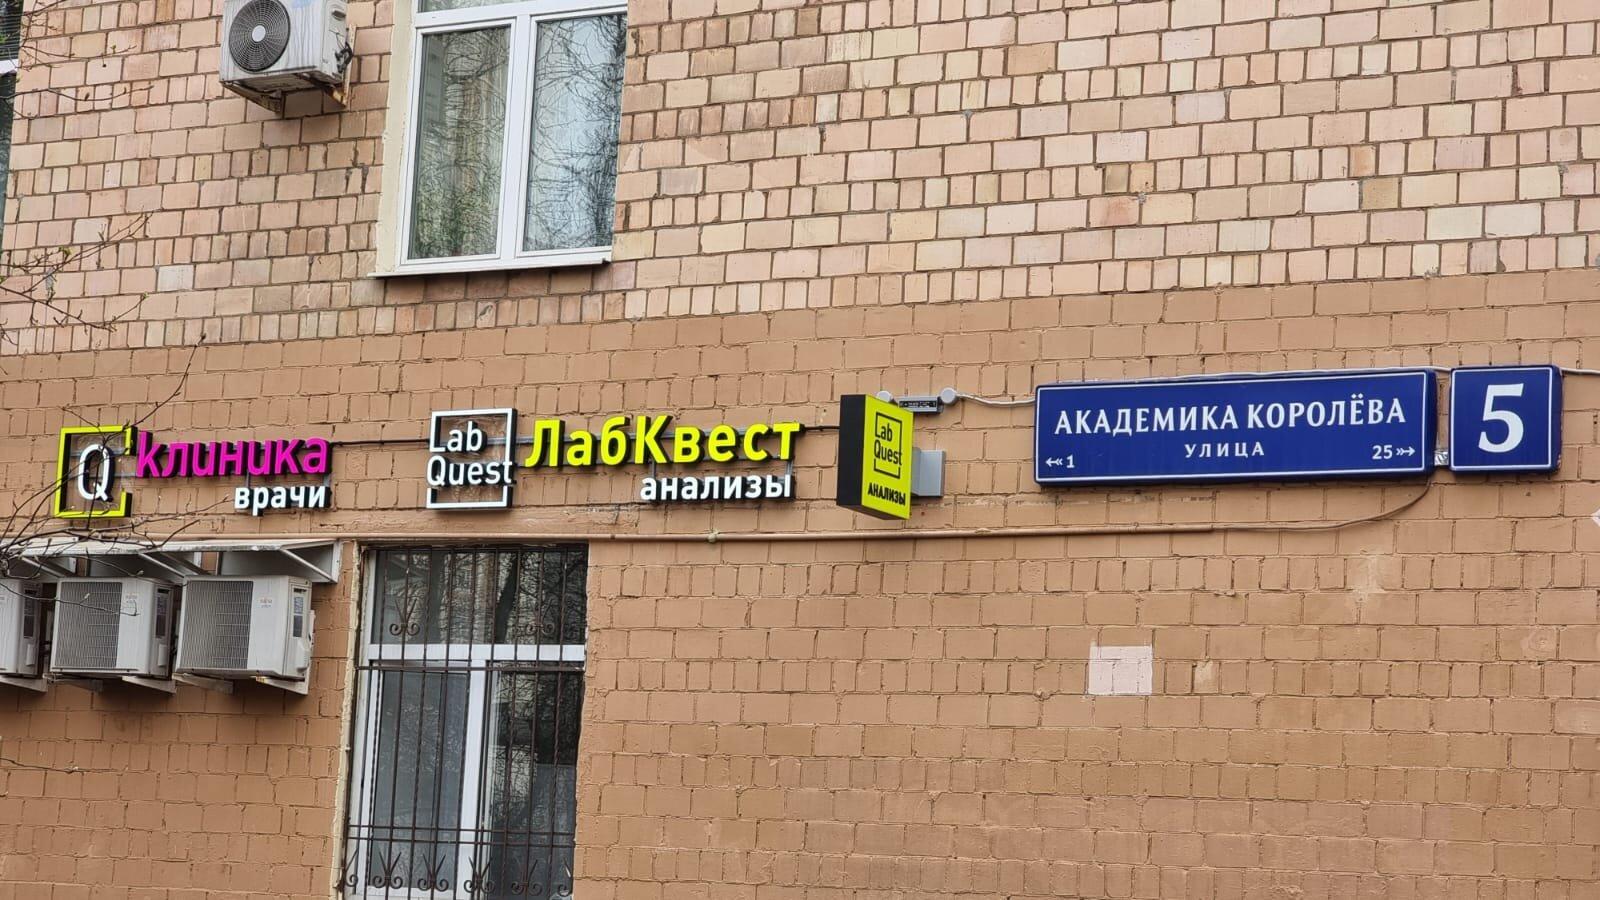 Q клиника
врачи
Lab
Quest
ЛабКвест
анализы
Lab
Quest
АНАЛИЗЫ
АКАДЕМИКА КОРОЛЁВА
УЛИЦА
1
25
5